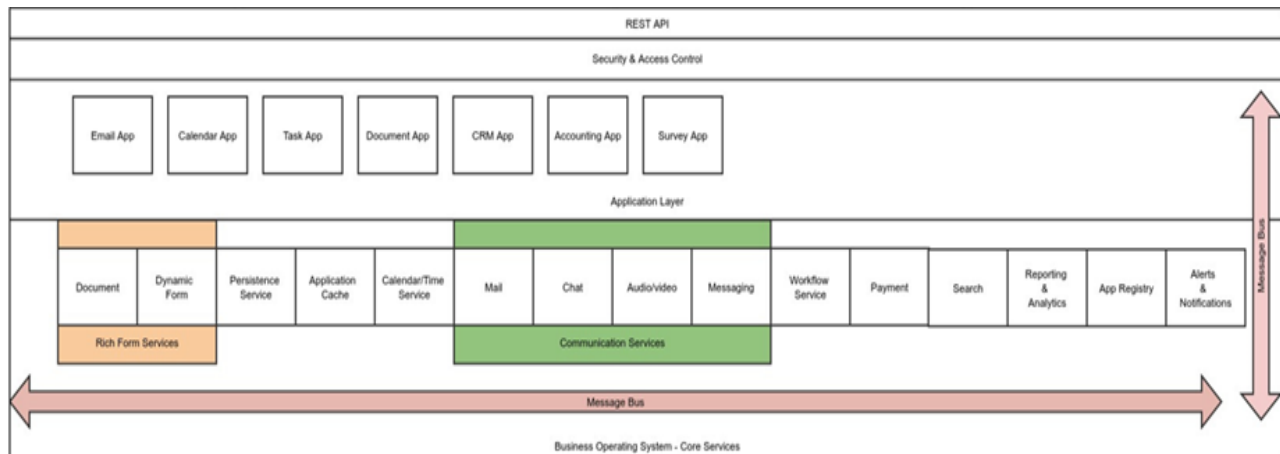 REST API
Security & Access Control
Email App
Calendar App
Task App
Document App
CRM App
Accounting App
Survey App
Application Layer
Message Bus
Document
Dynamic
Form
Persistence
Service
Application
Cache
Calendar/Time
Service
Mail
Chat
Audio/video
Messaging
Workflow
Service
Payment
Search
Reporting
&
Analytics
App Registry
Alerts
&
Notifications
Rich Form Services
Communication Services
Message Bus
Business Operating System - Core Services